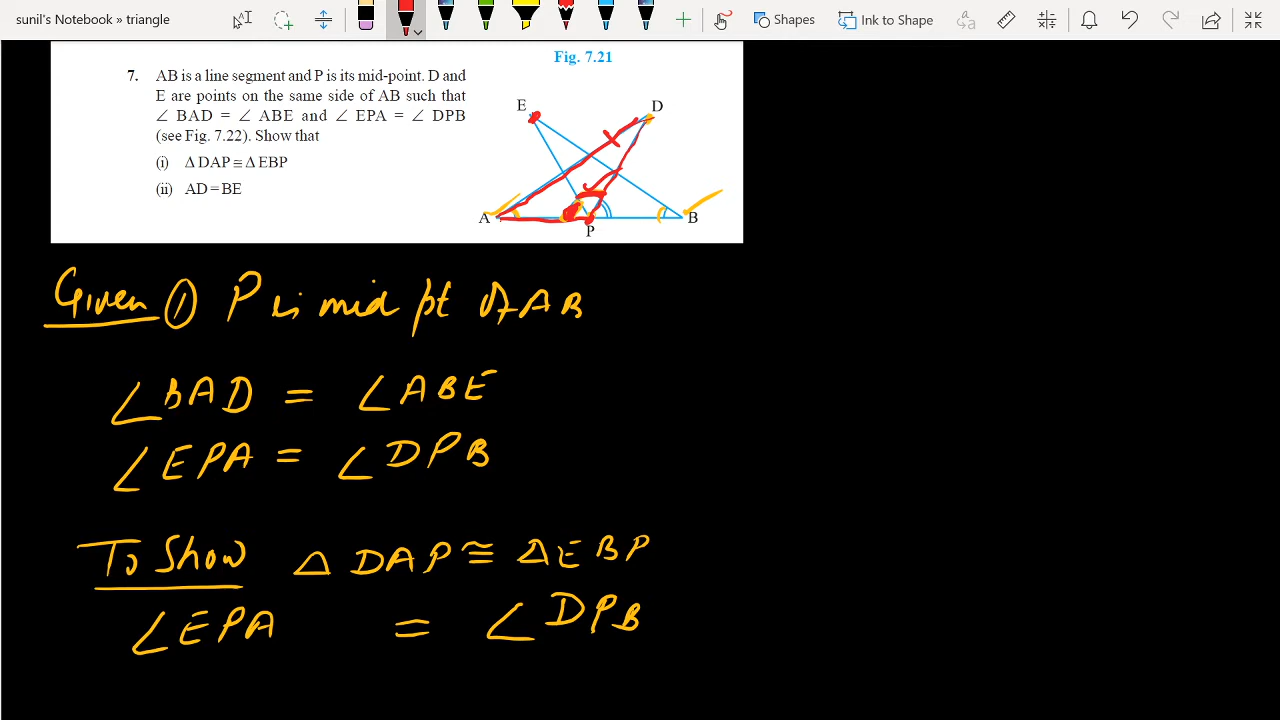 sunil's Notebook » triangle
Shapes
Ink to Shape
Fig. 7.21
7. AB is a line segment and P is its mid-point. D and
E are points on the same side of AB such that
∠ BAD = ∠ ABE and ∠ EPA = ∠ DPB
(see Fig. 7.22). Show that
(i) Δ DAP ≅ Δ EBP
(ii) AD = BE
E
D
A
B
P
Given ① P is mid pt of AB
∠BAD = ∠ABE
∠EPA = ∠DPB
To Show Δ DAP ≅ Δ EBP
∠EPA = ∠DPB